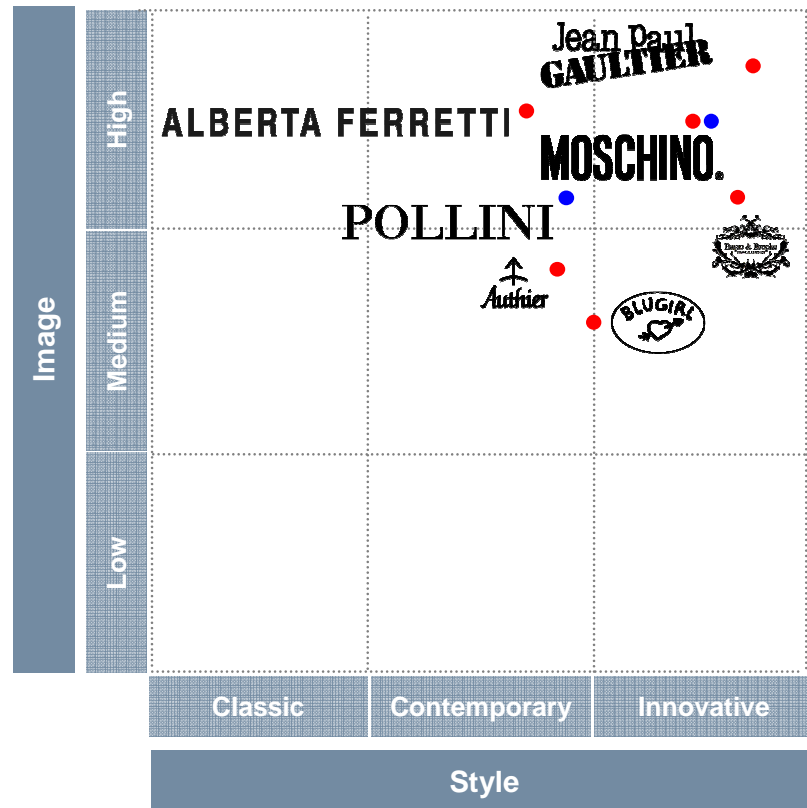 Jean Paul
GAULTIER
ALBERTA FERRETTI
MOSCHINO.
POLLINI
Authier
BLUGIRL
Image
High
Medium
Low
Classic
Contemporary
Innovative
Style